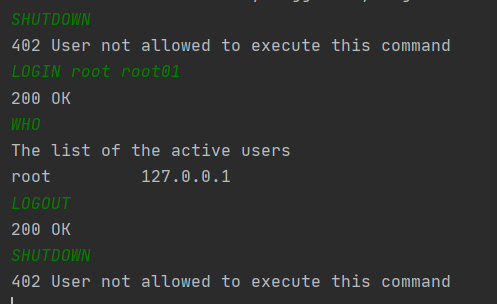 SHUTDOWN
402 User not allowed to execute this command
LOGIN root root01
200 OK
WHO
The list of the active users
root         127.0.0.1
LOGOUT
200 OK
SHUTDOWN
402 User not allowed to execute this command